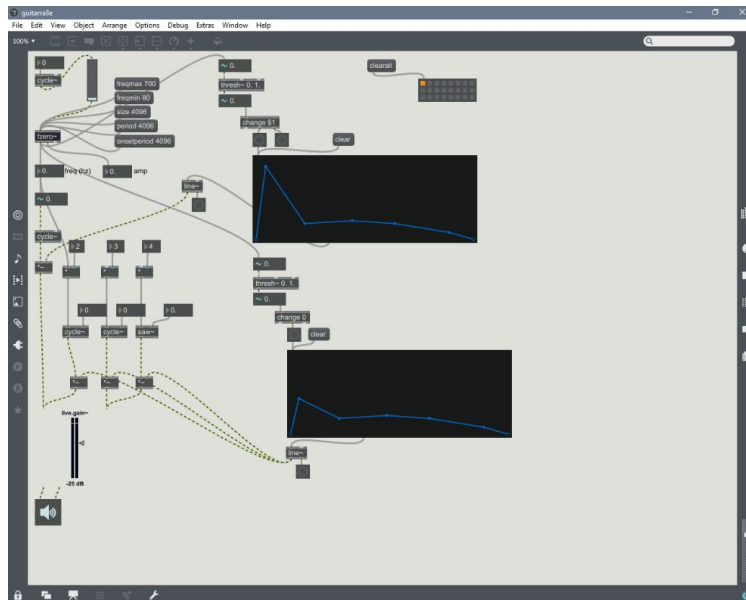 guitarra8e
File Edit View Object Arrange Options Debug Extras Window Help
100%
0
cycle~
freqmax 700
freqmin 80
size 4096
period 4096
onsetperiod 4096
fzero~
0. freq (hz) 0. amp
~ 0.
cycle~
*~
2 3 4
* * *
0. 0. 0.
cycle~ cycle~ saw~
*~ *~ *~
live.gain~
-25 dB
line~
~ 0.
thresh~ 0. 1.
~ 0.
change $1
clear
clearall
~ 0.
thresh~ 0. 1.
~ 0.
change 0
clear
line~